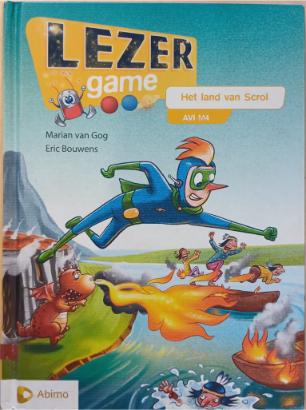 LEZER
game
Het land van Scrol
AVI M4
Marian van Gog
Eric Bouwens
Abimo